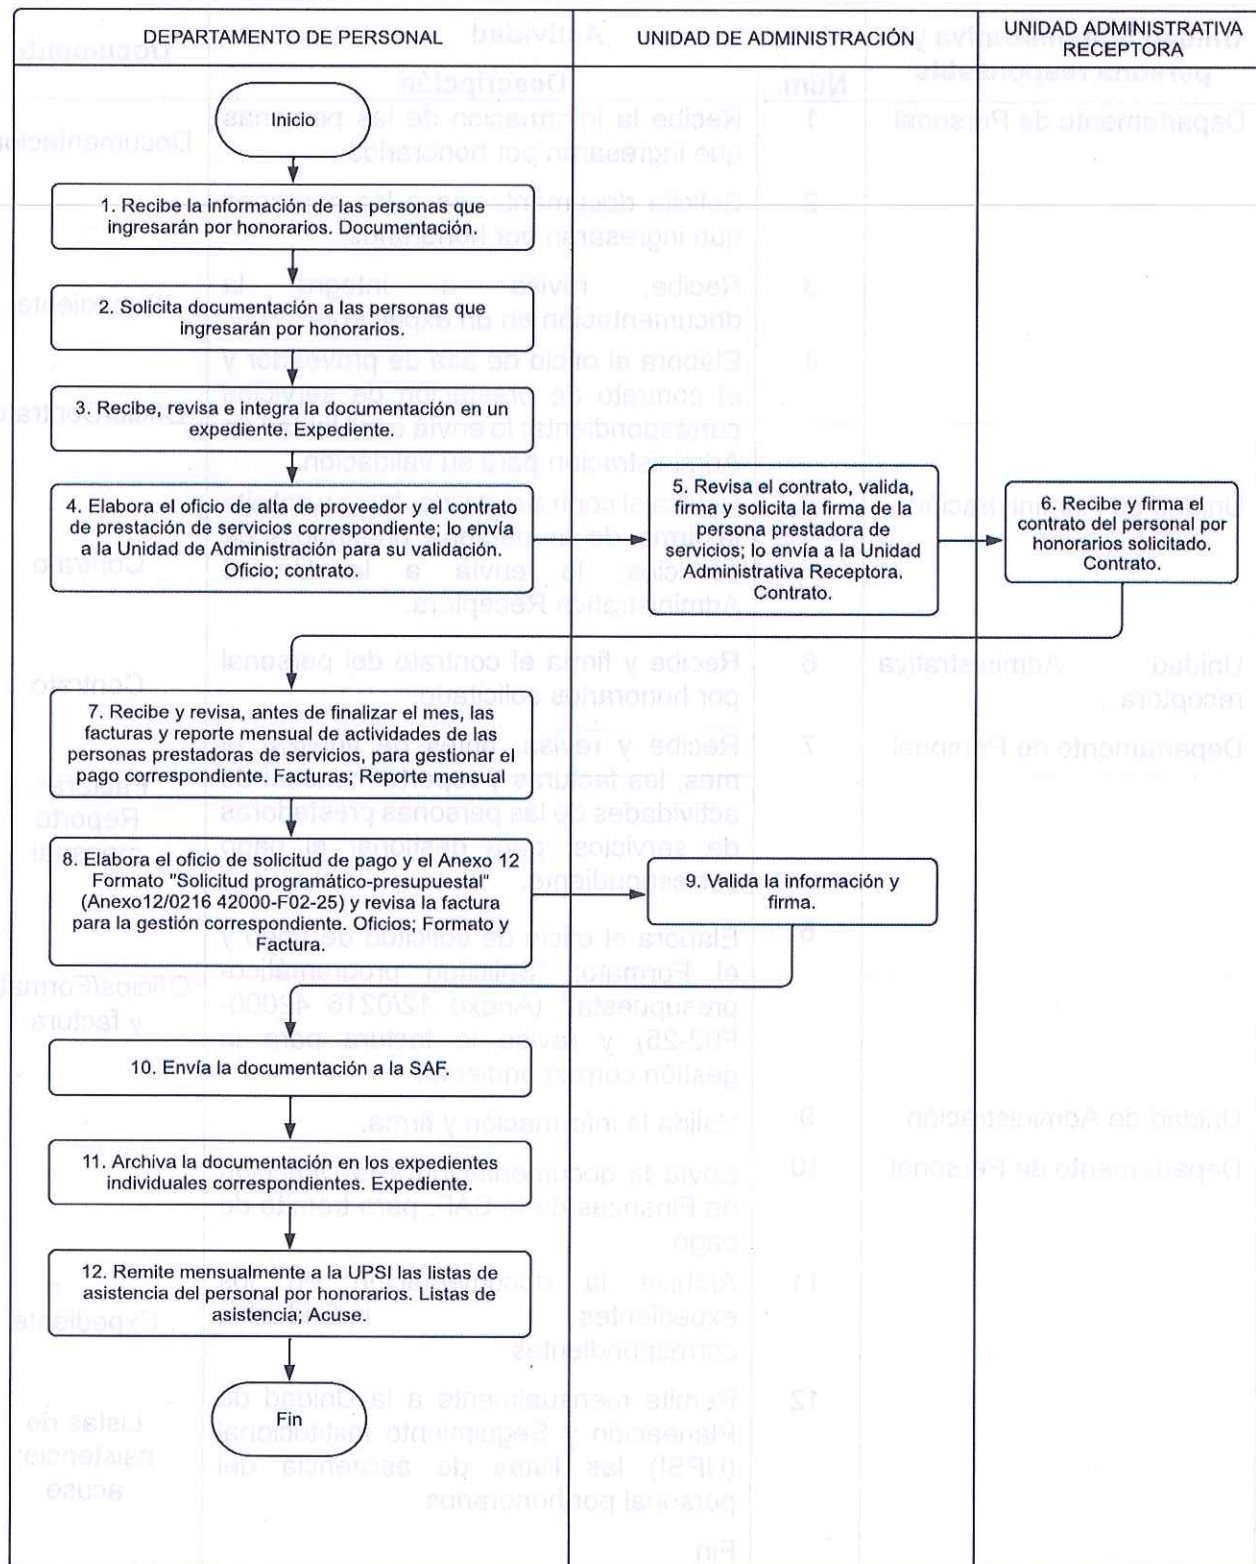 DEPARTAMENTO DE PERSONAL
UNIDAD DE ADMINISTRACIÓN
UNIDAD ADMINISTRATIVA
RECEPTORA
Inicio
1. Recibe la información de las personas que
ingresarán por honorarios. Documentación.
2. Solicita documentación a las personas que
ingresarán por honorarios.
3. Recibe, revisa e integra la documentación en un
expediente. Expediente.
4. Elabora el oficio de alta de proveedor y el contrato
de prestación de servicios correspondiente; lo envía
a la Unidad de Administración para su validación.
Oficio; contrato.
5. Revisa el contrato, valida,
firma y solicita la firma de la
persona prestadora de
servicios; lo envía a la Unidad
Administrativa Receptora.
Contrato.
6. Recibe y firma el
contrato del personal por
honorarios solicitado.
Contrato.
7. Recibe y revisa, antes de finalizar el mes, las
facturas y reporte mensual de actividades de las
personas prestadoras de servicios, para gestionar el
pago correspondiente. Facturas; Reporte mensual
8. Elabora el oficio de solicitud de pago y el Anexo 12
Formato "Solicitud programático-presupuestal"
(Anexo12/0216 42000-F02-25) y revisa la factura
para la gestión correspondiente. Oficios; Formato y
Factura.
9. Valida la información y
firma.
10. Envía la documentación a la SAF.
11. Archiva la documentación en los expedientes
individuales correspondientes. Expediente.
12. Remite mensualmente a la UPSI las listas de
asistencia del personal por honorarios. Listas de
asistencia; Acuse.
Fin